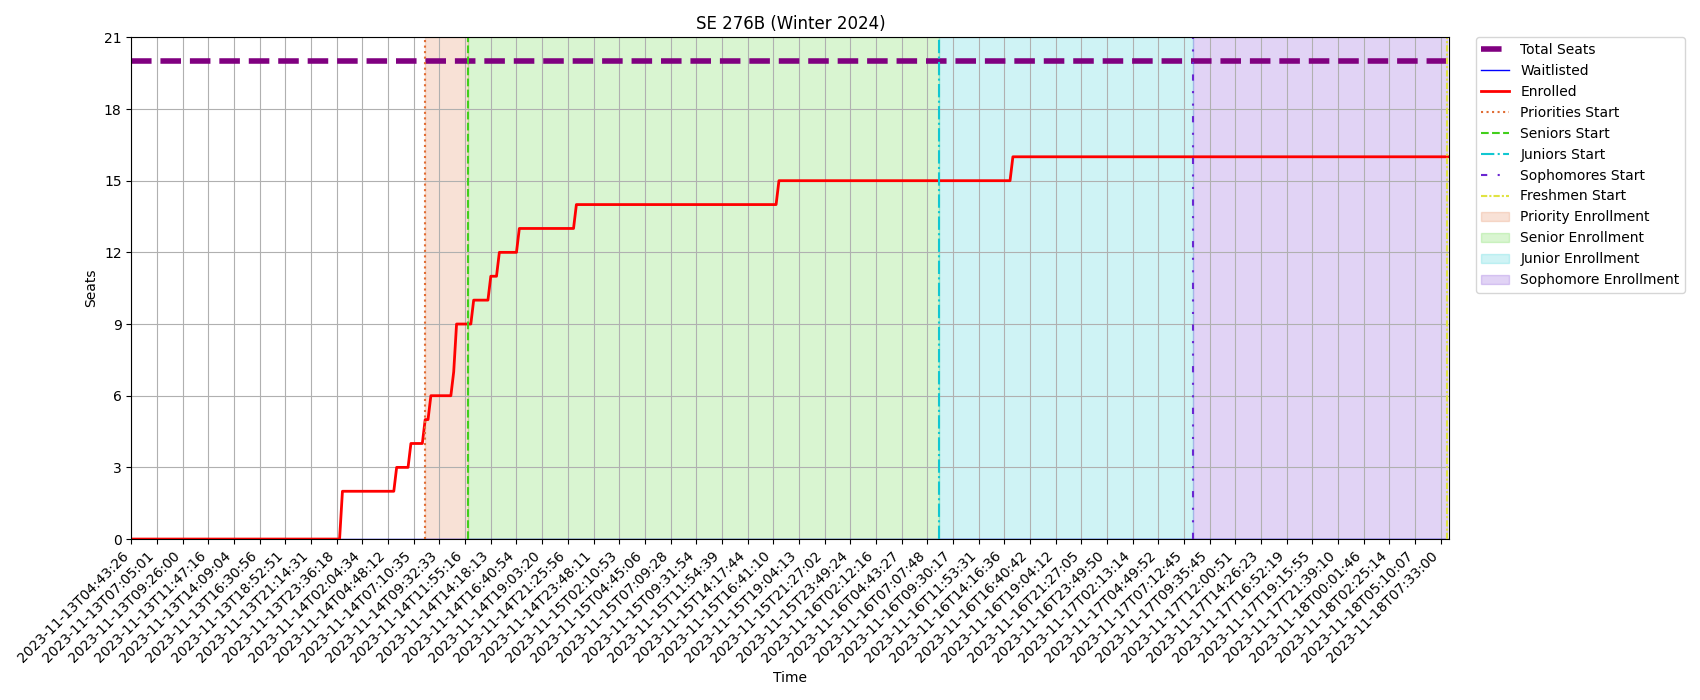 SE 276B (Winter 2024)
21
18
15
12
9
6
3
0
Seats
2023-11-13T04:43:26
2023-11-13T07:05:01
2023-11-13T09:26:00
2023-11-13T11:47:16
2023-11-13T14:09:04
2023-11-13T16:30:56
2023-11-13T18:52:51
2023-11-13T21:14:31
2023-11-13T23:36:18
2023-11-14T02:04:34
2023-11-14T04:48:12
2023-11-14T07:10:35
2023-11-14T09:32:33
2023-11-14T11:55:16
2023-11-14T14:18:13
2023-11-14T16:40:54
2023-11-14T19:03:20
2023-11-14T21:25:56
2023-11-14T23:48:11
2023-11-15T02:10:53
2023-11-15T04:45:06
2023-11-15T07:09:28
2023-11-15T09:31:54
2023-11-15T11:54:39
2023-11-15T14:17:44
2023-11-15T16:41:10
2023-11-15T19:04:13
2023-11-15T21:27:02
2023-11-15T23:49:24
2023-11-16T02:12:16
2023-11-16T04:43:27
2023-11-16T07:07:48
2023-11-16T09:30:17
2023-11-16T11:53:31
2023-11-16T14:16:36
2023-11-16T16:40:42
2023-11-16T19:04:12
2023-11-16T21:27:05
2023-11-16T23:49:50
2023-11-17T02:13:14
2023-11-17T04:49:52
2023-11-17T07:12:45
2023-11-17T09:35:45
2023-11-17T12:00:51
2023-11-17T14:26:23
2023-11-17T16:52:19
2023-11-17T19:15:55
2023-11-17T21:39:10
2023-11-18T00:01:46
2023-11-18T02:25:14
2023-11-18T05:10:07
2023-11-18T07:33:00
Time
Total Seats
Waitlisted
Enrolled
Priorities Start
Seniors Start
Juniors Start
Sophomores Start
Freshmen Start
Priority Enrollment
Senior Enrollment
Junior Enrollment
Sophomore Enrollment